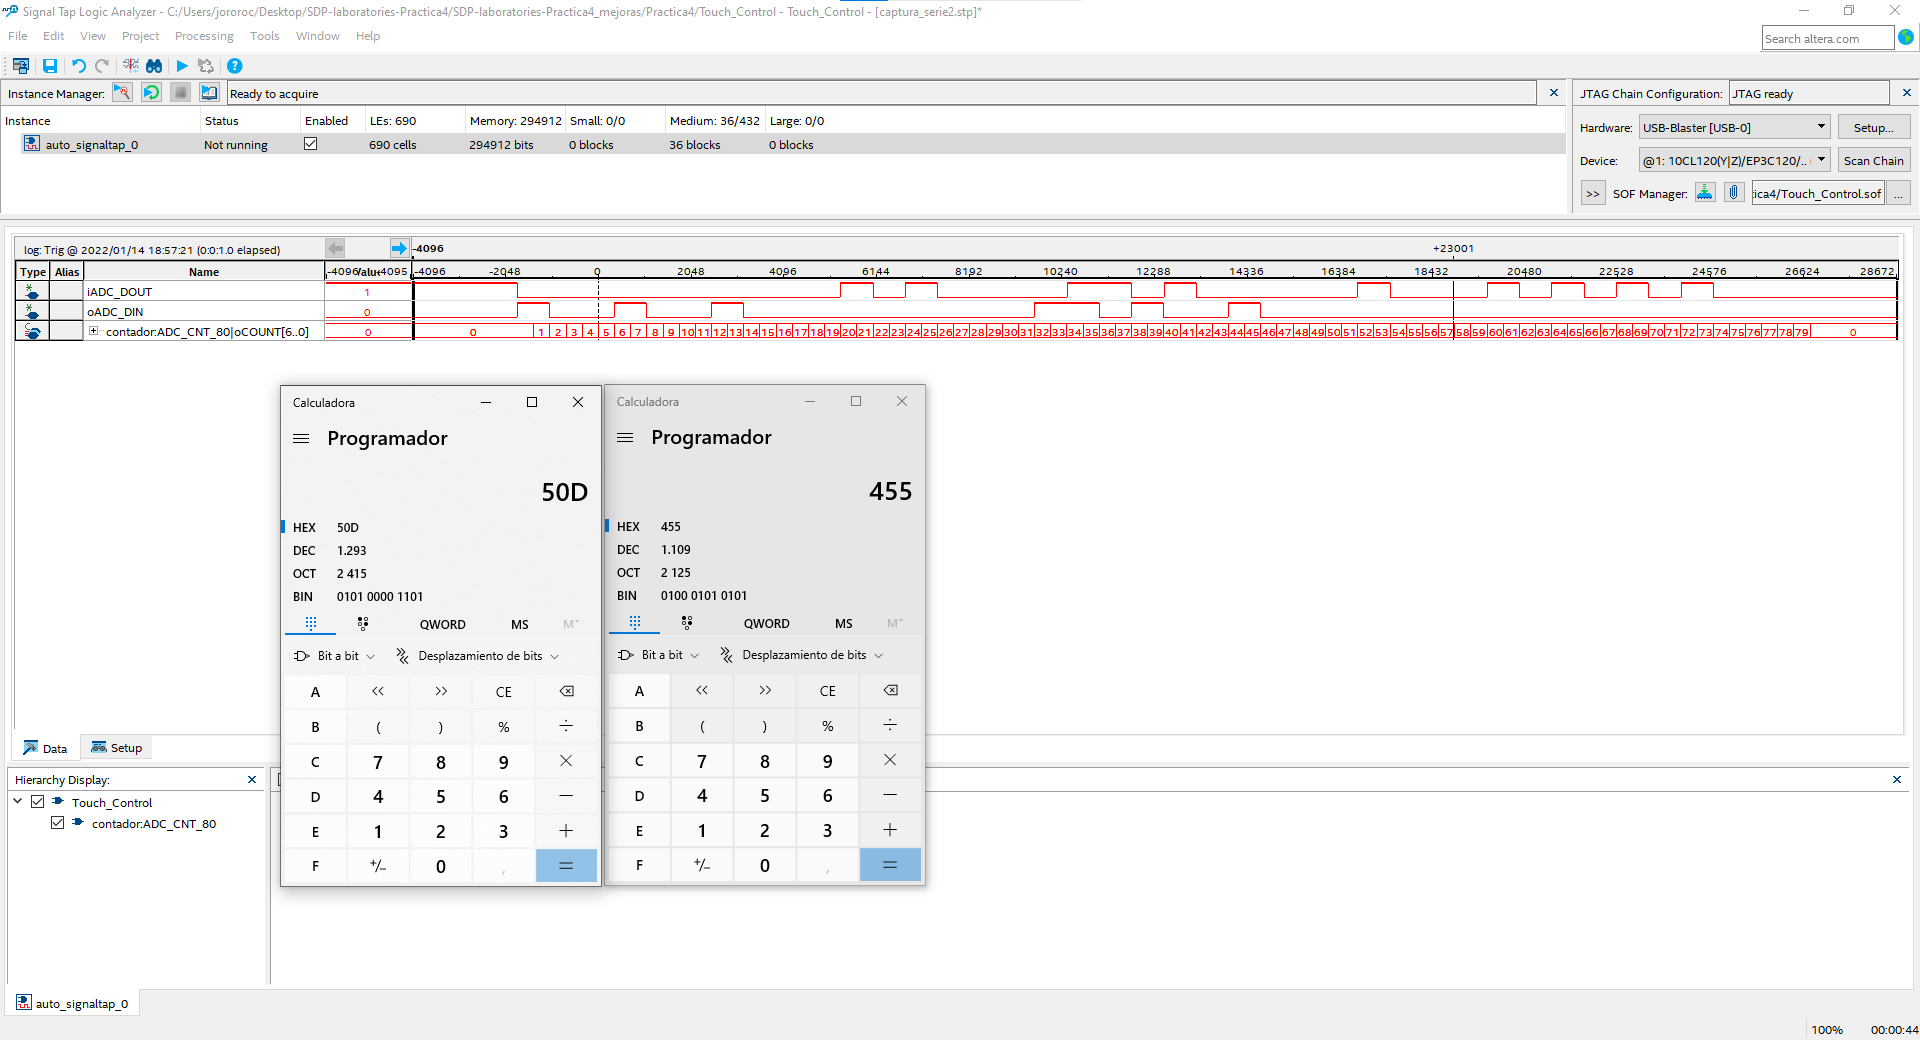 Signal Tap Logic Analyzer - C:/Users/jororoc/Desktop/SDP-laboratories-Practica4/SDP-laboratories-Practica4_mejoras/Practica4/Touch_Control - Touch_Control - [captura_serie2.stp]*
File Edit View Project Processing Tools Window Help
Search altera.com
Instance Manager: Ready to acquire
JTAG Chain Configuration: JTAG ready
Instance Status Enabled LEs: 690 Memory: 294912 Small: 0/0 Medium: 36/432 Large: 0/0
auto_signaltap_0 Not running 690 cells 294912 bits 0 blocks 36 blocks 0 blocks
Hardware: USB-Blaster [USB-0] Setup...
Device: @1: 10CL120(Y|Z)/EP3C120/.. Scan Chain
>> SOF Manager: ica4/Touch_Control.sof ...
log: Trig @ 2022/01/14 18:57:21 (0:0:1.0 elapsed) -4096 +23001
Type Alias Name -4096 4095 -4096 -2048 0 2048 4096 6144 8192 10240 12288 14336 16384 18432 20480 22528 24576 26624 28672
iADC_DOUT 1
oADC_DIN 0
contador:ADC_CNT_80|oCOUNT[6..0] 0 0 1 2 3 4 5 6 7 8 9 10 11 12 13 14 15 16 17 18 19 20 21 22 23 24 25 26 27 28 29 30 31 32 33 34 35 36 37 38 39 40 41 42 43 44 45 46 47 48 49 50 51 52 53 54 55 56 57 58 59 60 61 62 63 64 65 66 67 68 69 70 71 72 73 74 75 76 77 78 79 0
Calculadora
Programador
50D
HEX 50D
DEC 1.293
OCT 2 415
BIN 0101 0000 1101
QWORD MS M˅
Bit a bit Desplazamiento de bits
A << >> CE
B ( ) % ÷
C 7 8 9 ×
D 4 5 6 −
E 1 2 3 +
F +/− 0 , =
Calculadora
Programador
455
HEX 455
DEC 1.109
OCT 2 125
BIN 0100 0101 0101
QWORD MS M˅
Bit a bit Desplazamiento de bits
A << >> CE
B ( ) % ÷
C 7 8 9 ×
D 4 5 6 −
E 1 2 3 +
F +/− 0 , =
Data Setup
Hierarchy Display:
Touch_Control
contador:ADC_CNT_80
auto_signaltap_0
100% 00:00:44